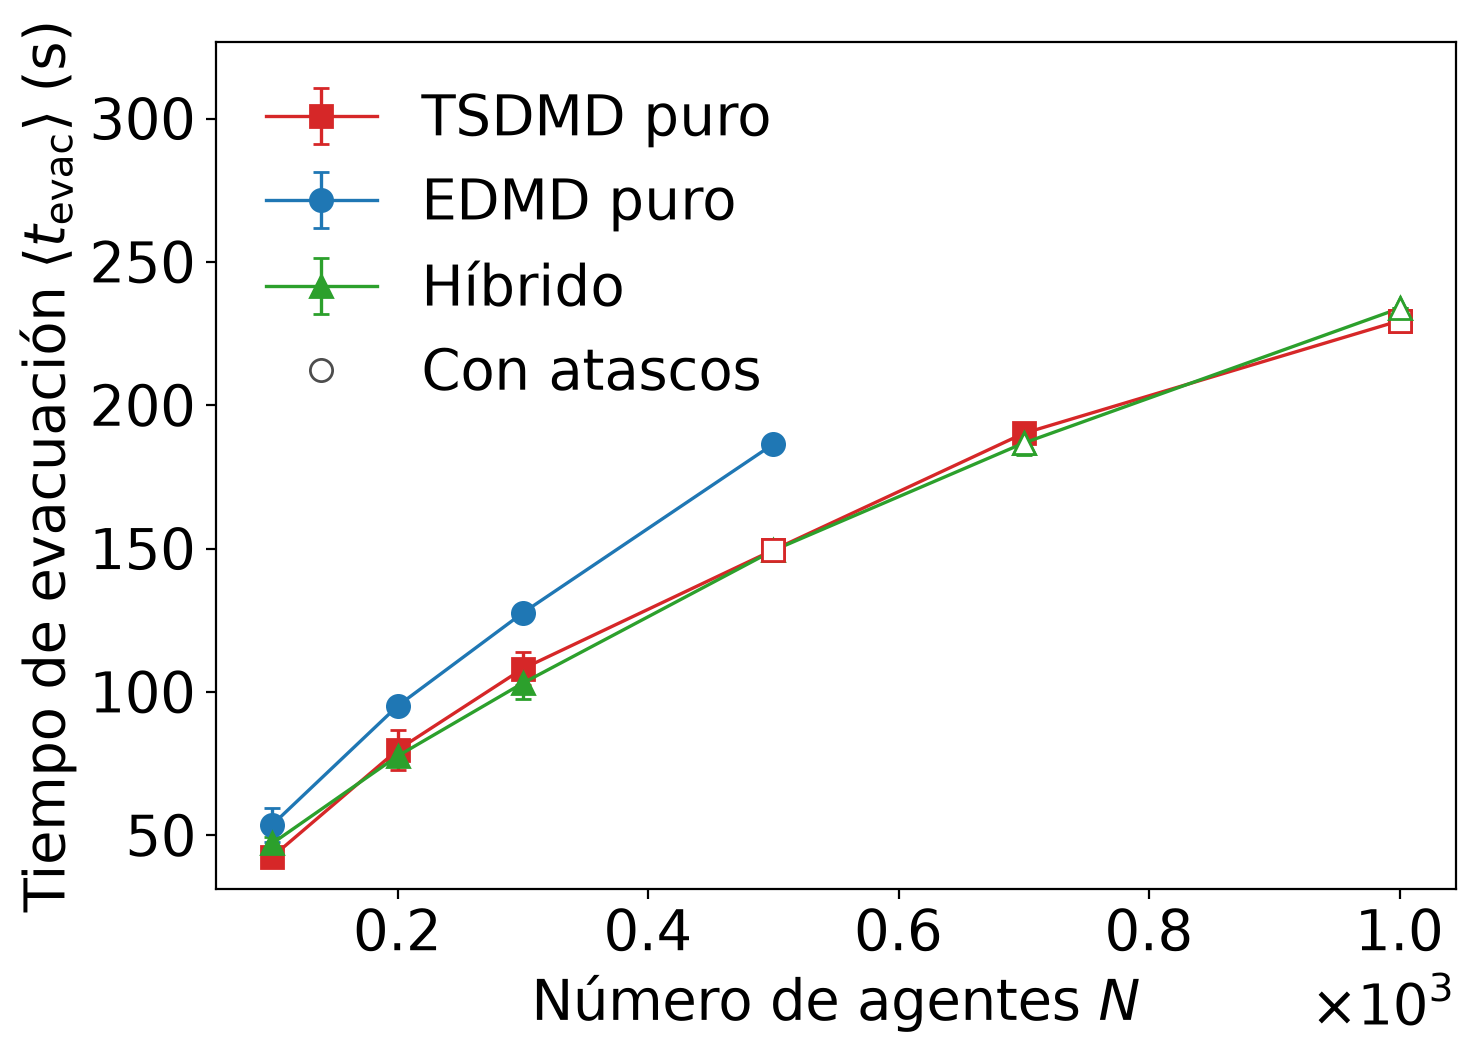 Tiempo de evacuación ⟨t_evac⟩ (s)
300
250
200
150
100
50
TSDMD puro
EDMD puro
Híbrido
Con atascos
0.2 0.4 0.6 0.8 1.0
Número de agentes N
×10³